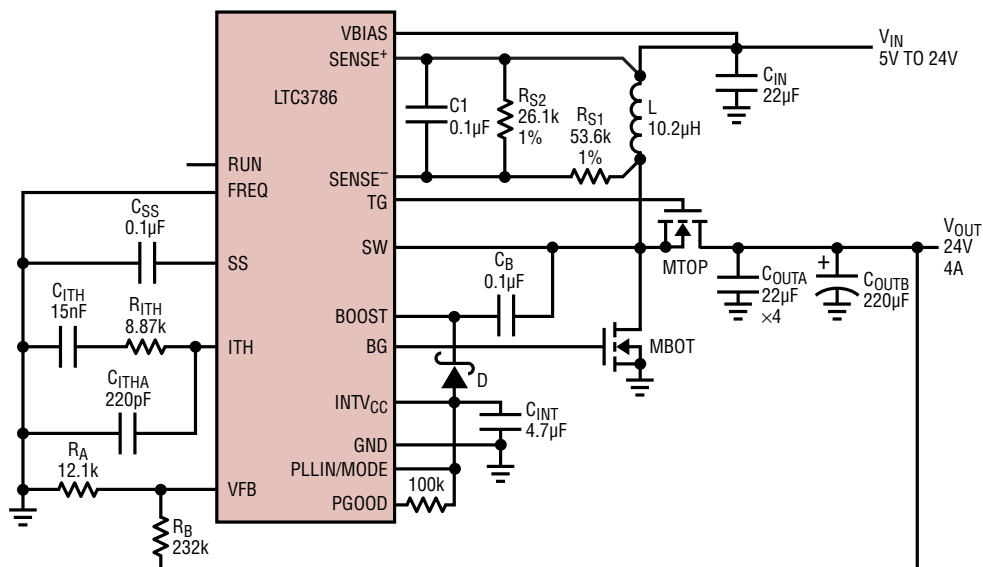 VBIAS
SENSE+
LTC3786
RUN
FREQ
SENSE–
TG
SW
SS
BOOST
BG
ITH
INTVCC
GND
PLLIN/MODE
VFB
PGOOD
C1
0.1µF
RS2
26.1k
1%
RS1
53.6k
1%
L
10.2µH
VIN
5V TO 24V
CIN
22µF
CSS
0.1µF
CITH
15nF
RITH
8.87k
CITHA
220pF
RA
12.1k
RB
232k
CB
0.1µF
D
CINT
4.7µF
100k
MTOP
MBOT
VOUT
24V
4A
COUTA
22µF
×4
+
COUTB
220µF